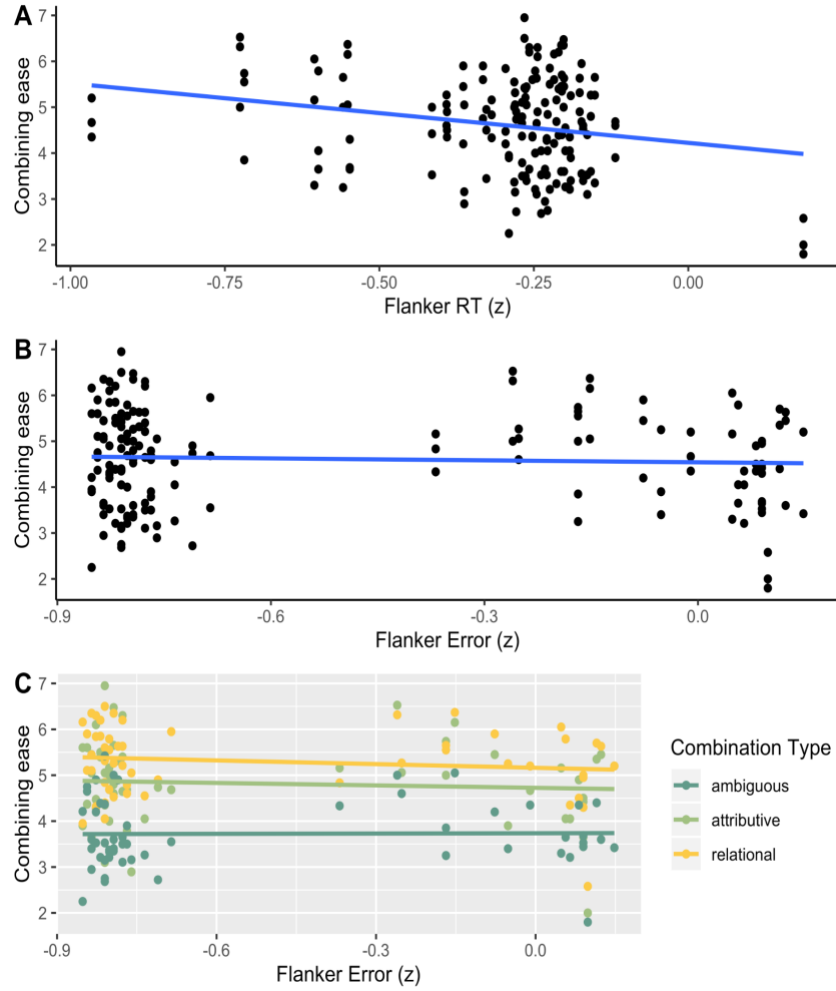 A
Combining ease
7
6
5
4
3
2
-1.00 -0.75 -0.50 -0.25 0.00
Flanker RT (z)
B
Combining ease
7
6
5
4
3
2
-0.9 -0.6 -0.3 0.0
Flanker Error (z)
C
Combining ease
7
6
5
4
3
2
-0.9 -0.6 -0.3 0.0
Flanker Error (z)
Combination Type
ambiguous
attributive
relational